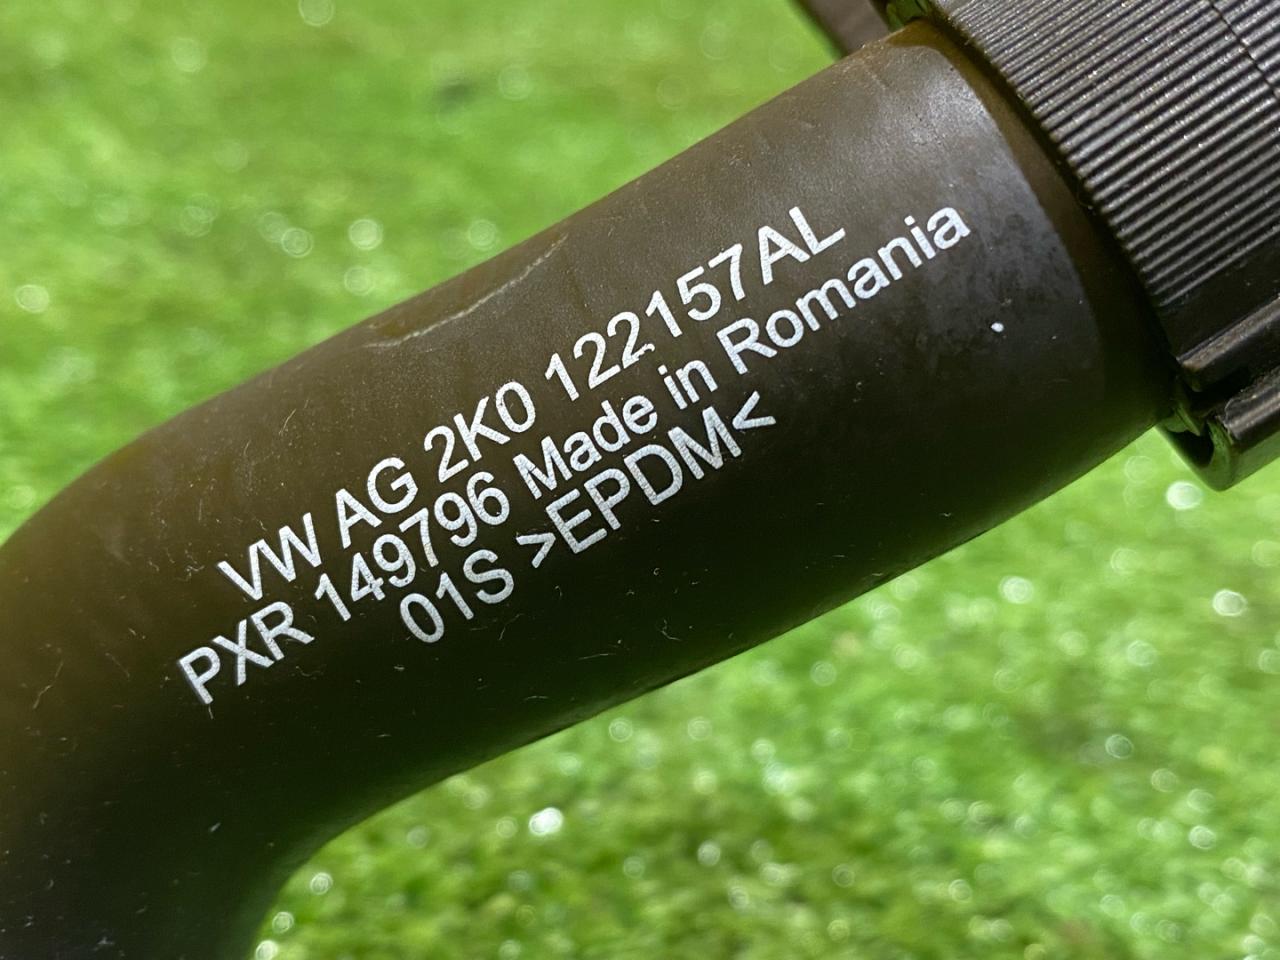 VW AG 2K0 122157AL
PXR 149796 Made in Romania
01S >EPDM<